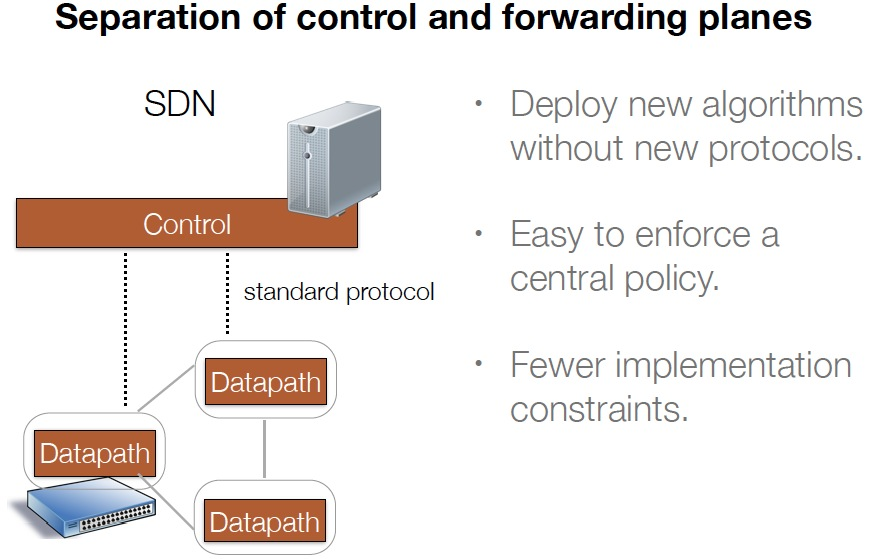 Separation of control and forwarding planes
SDN
Control
standard protocol
Datapath
Datapath
Datapath
• Deploy new algorithms
without new protocols.
• Easy to enforce a
central policy.
• Fewer implementation
constraints.